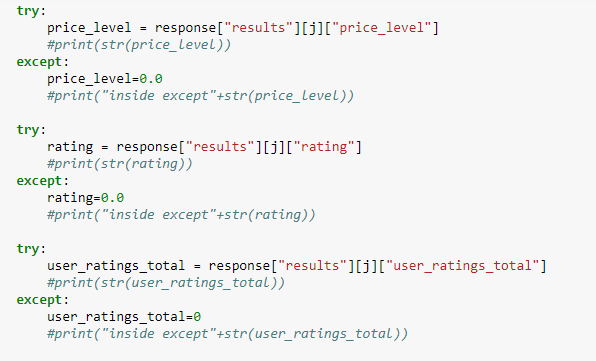 try:
    price_level = response["results"][j]["price_level"]
    #print(str(price_level))
except:
    price_level=0.0
    #print("inside except"+str(price_level))
try:
    rating = response["results"][j]["rating"]
    #print(str(rating))
except:
    rating=0.0
    #print("inside except"+str(rating))
try:
    user_ratings_total = response["results"][j]["user_ratings_total"]
    #print(str(user_ratings_total))
except:
    user_ratings_total=0
    #print("inside except"+str(user_ratings_total))